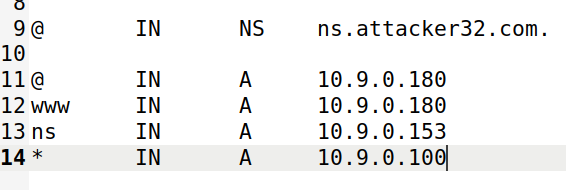 8
9 @ IN NS ns.attacker32.com.
10
11 @ IN A 10.9.0.180
12 www IN A 10.9.0.180
13 ns IN A 10.9.0.153
14 * IN A 10.9.0.100